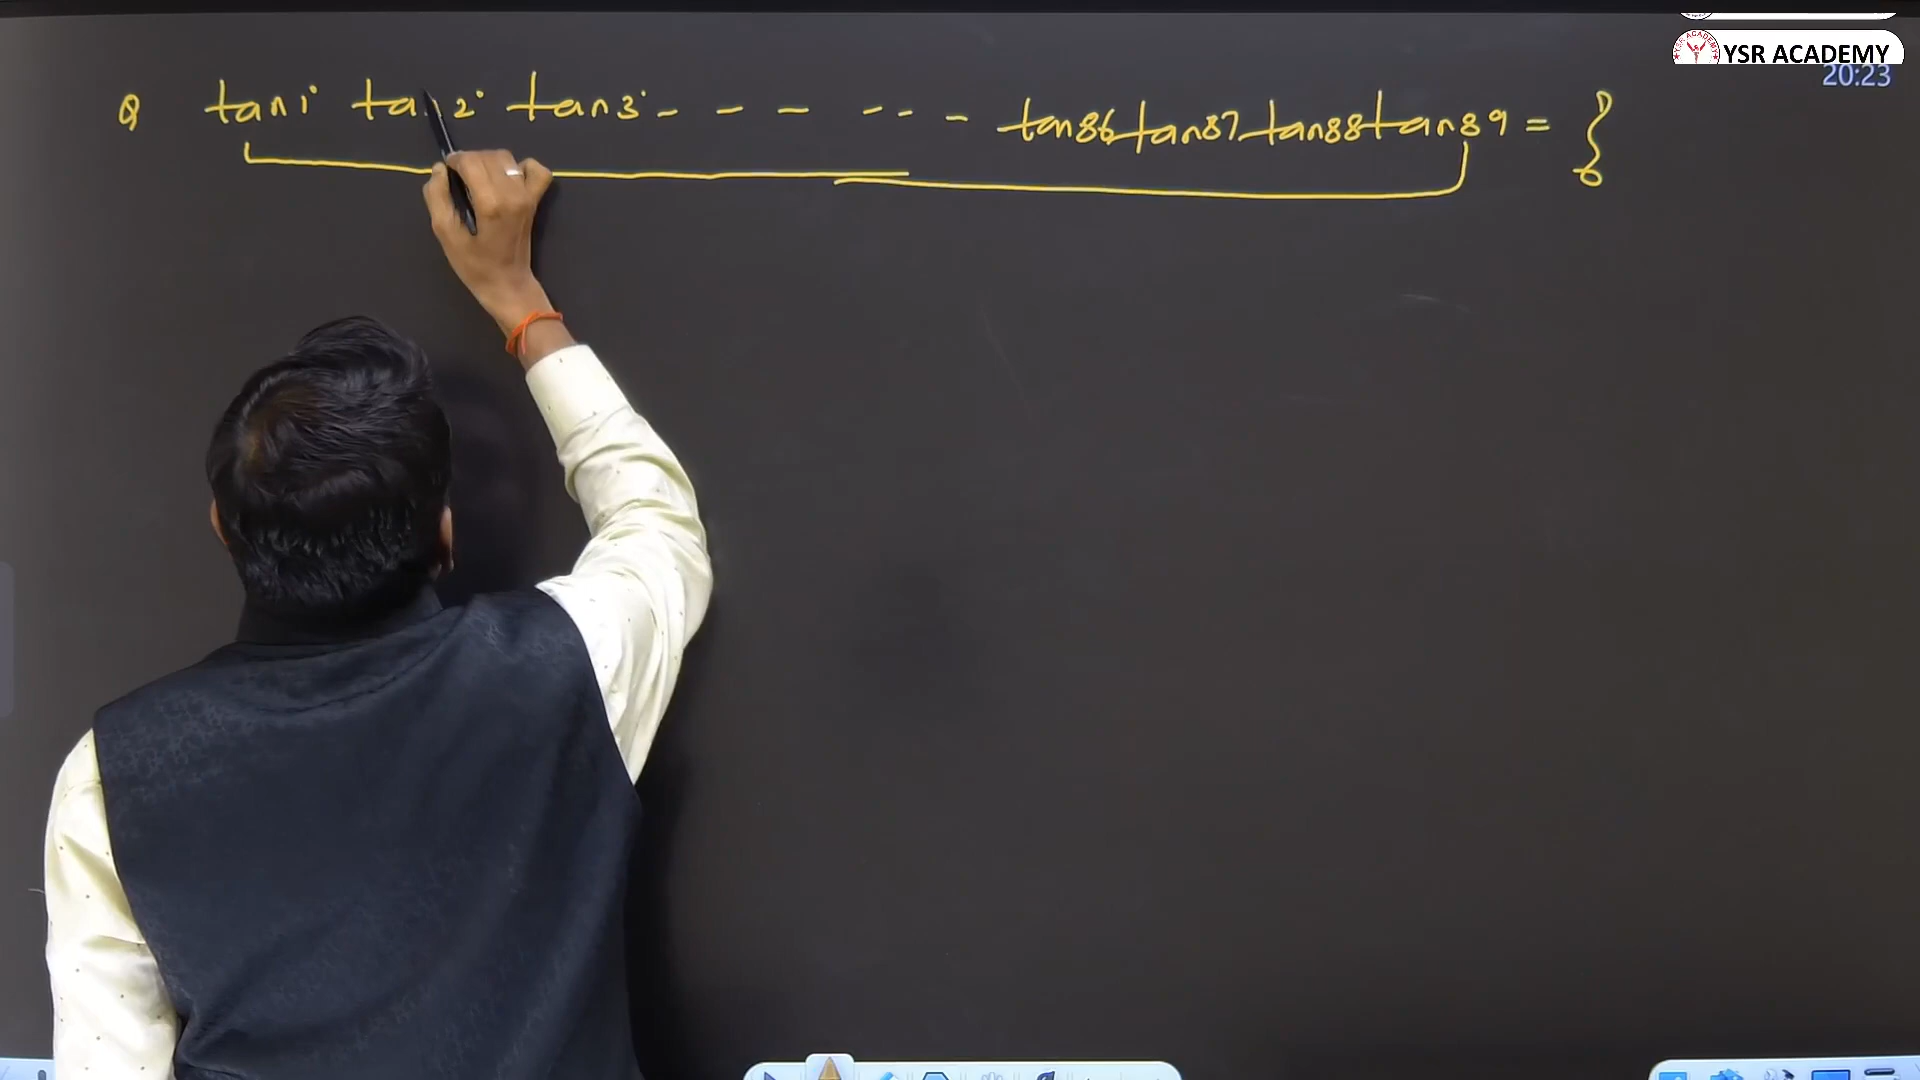 YSR ACADEMY
20:23
Q tan1° tan2° tan3° - - - - - - - tan86 tan87 tan88 tan89 = ?